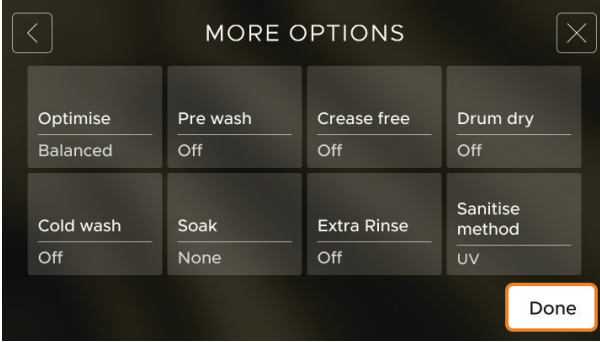 MORE OPTIONS
Optimise
Balanced
Pre wash
Off
Crease free
Off
Drum dry
Off
Cold wash
Off
Soak
None
Extra Rinse
Off
Sanitise
method
UV
Done